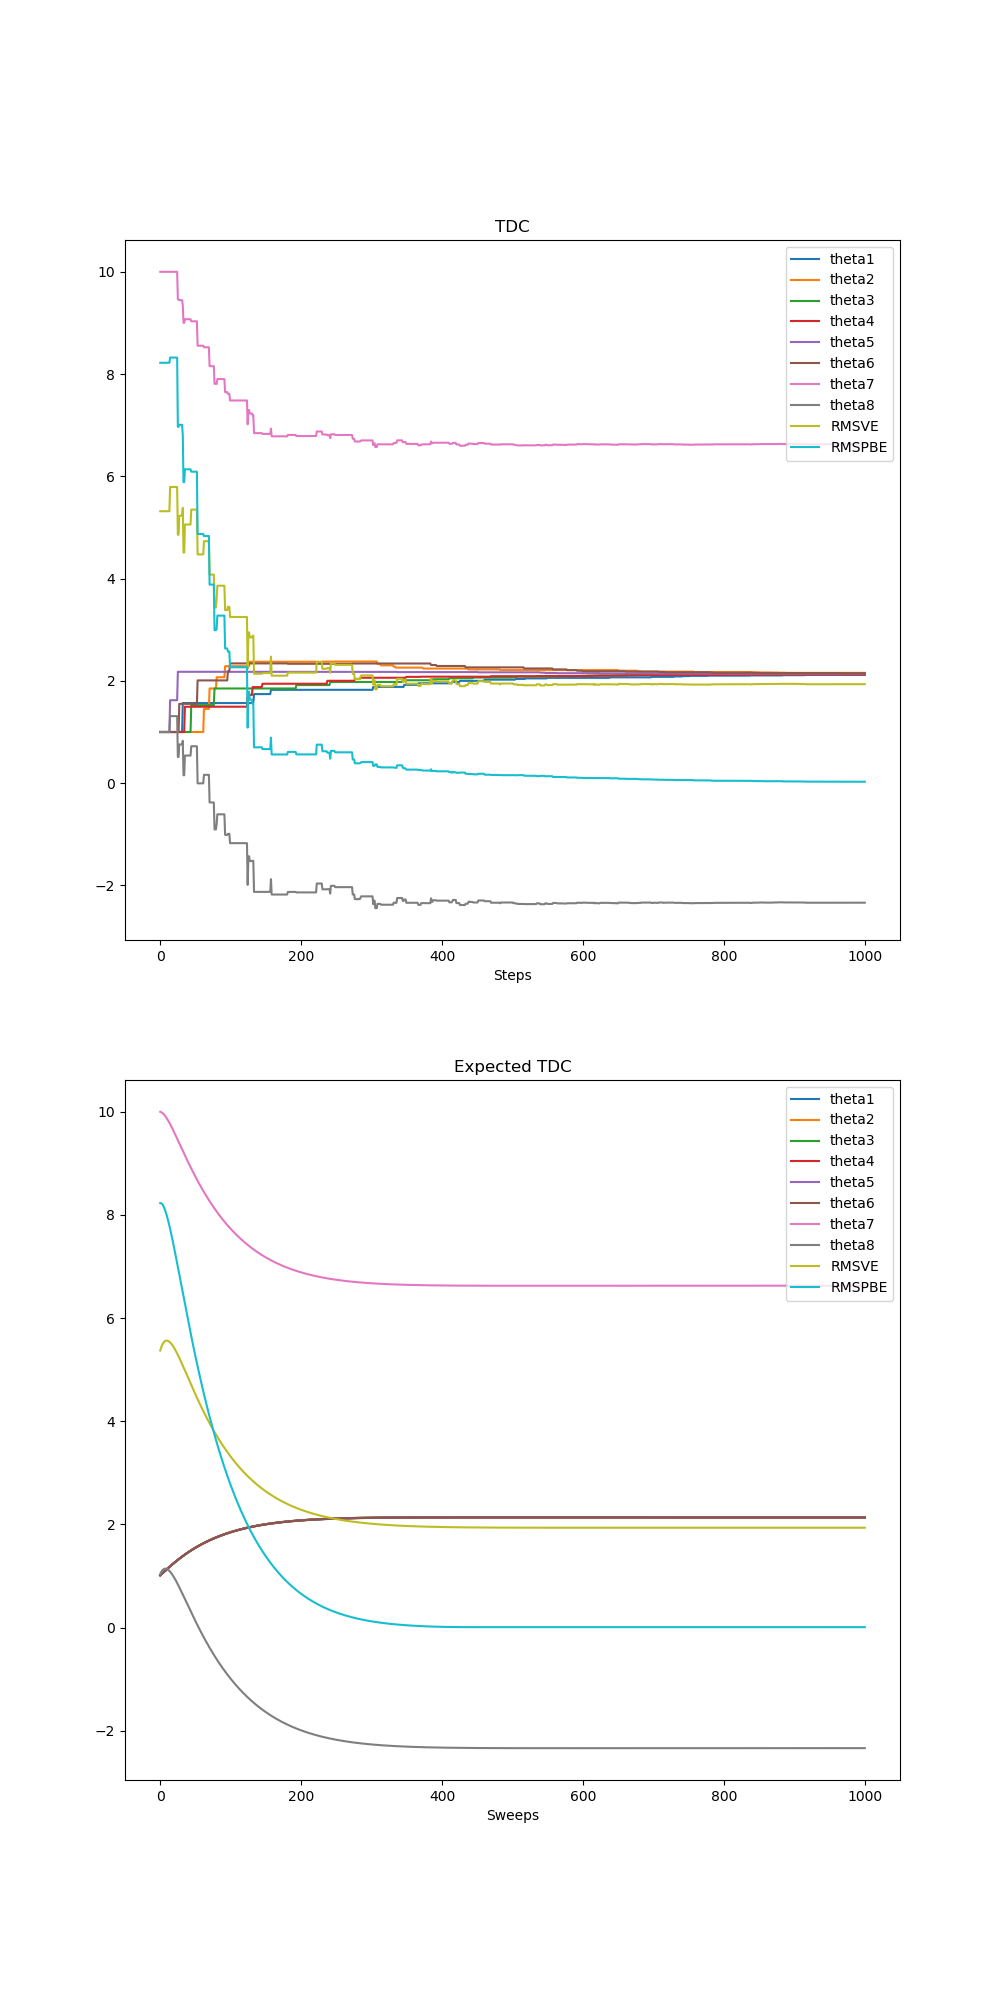 TDC
10
8
6
4
2
0
−2
theta1
theta2
theta3
theta4
theta5
theta6
theta7
theta8
RMSVE
RMSPBE
0 200 400 600 800 1000
Steps
Expected TDC
10
8
6
4
2
0
−2
theta1
theta2
theta3
theta4
theta5
theta6
theta7
theta8
RMSVE
RMSPBE
0 200 400 600 800 1000
Sweeps